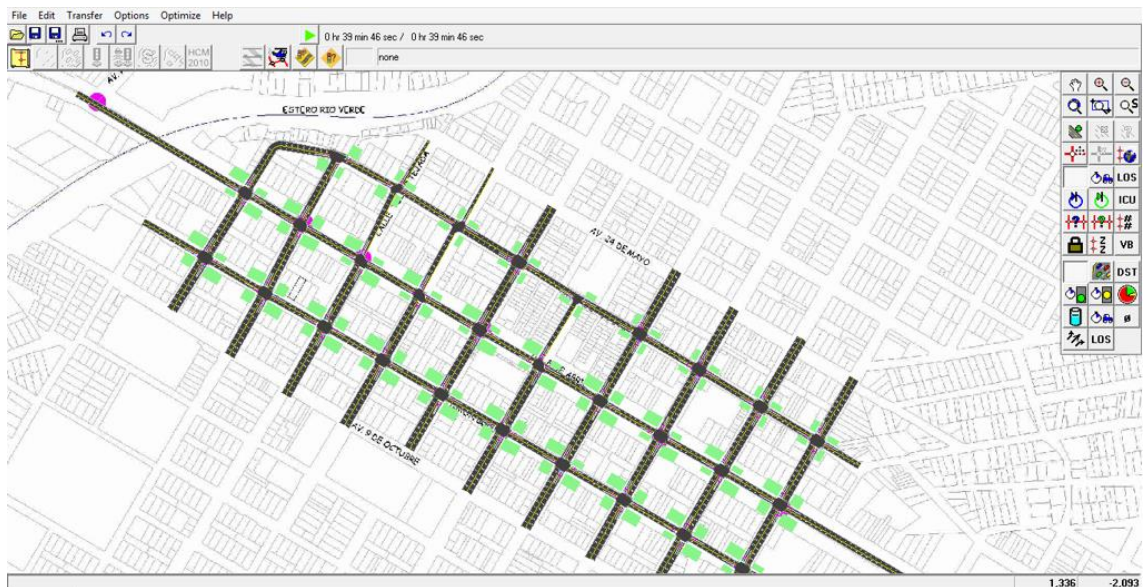 File Edit Transfer Options Optimize Help
0 hr 39 min 46 sec / 0 hr 39 min 46 sec
HCM
2010
none
AV.
ESTERO RIO VERDE
S
LOS
ICU
#
#
Z
Z
VB
DST
ø
LOS
CALLE
TEJADA
AV. 24 DE MAYO
AV. 9 DE OCTUBRE
1,336 -2,093